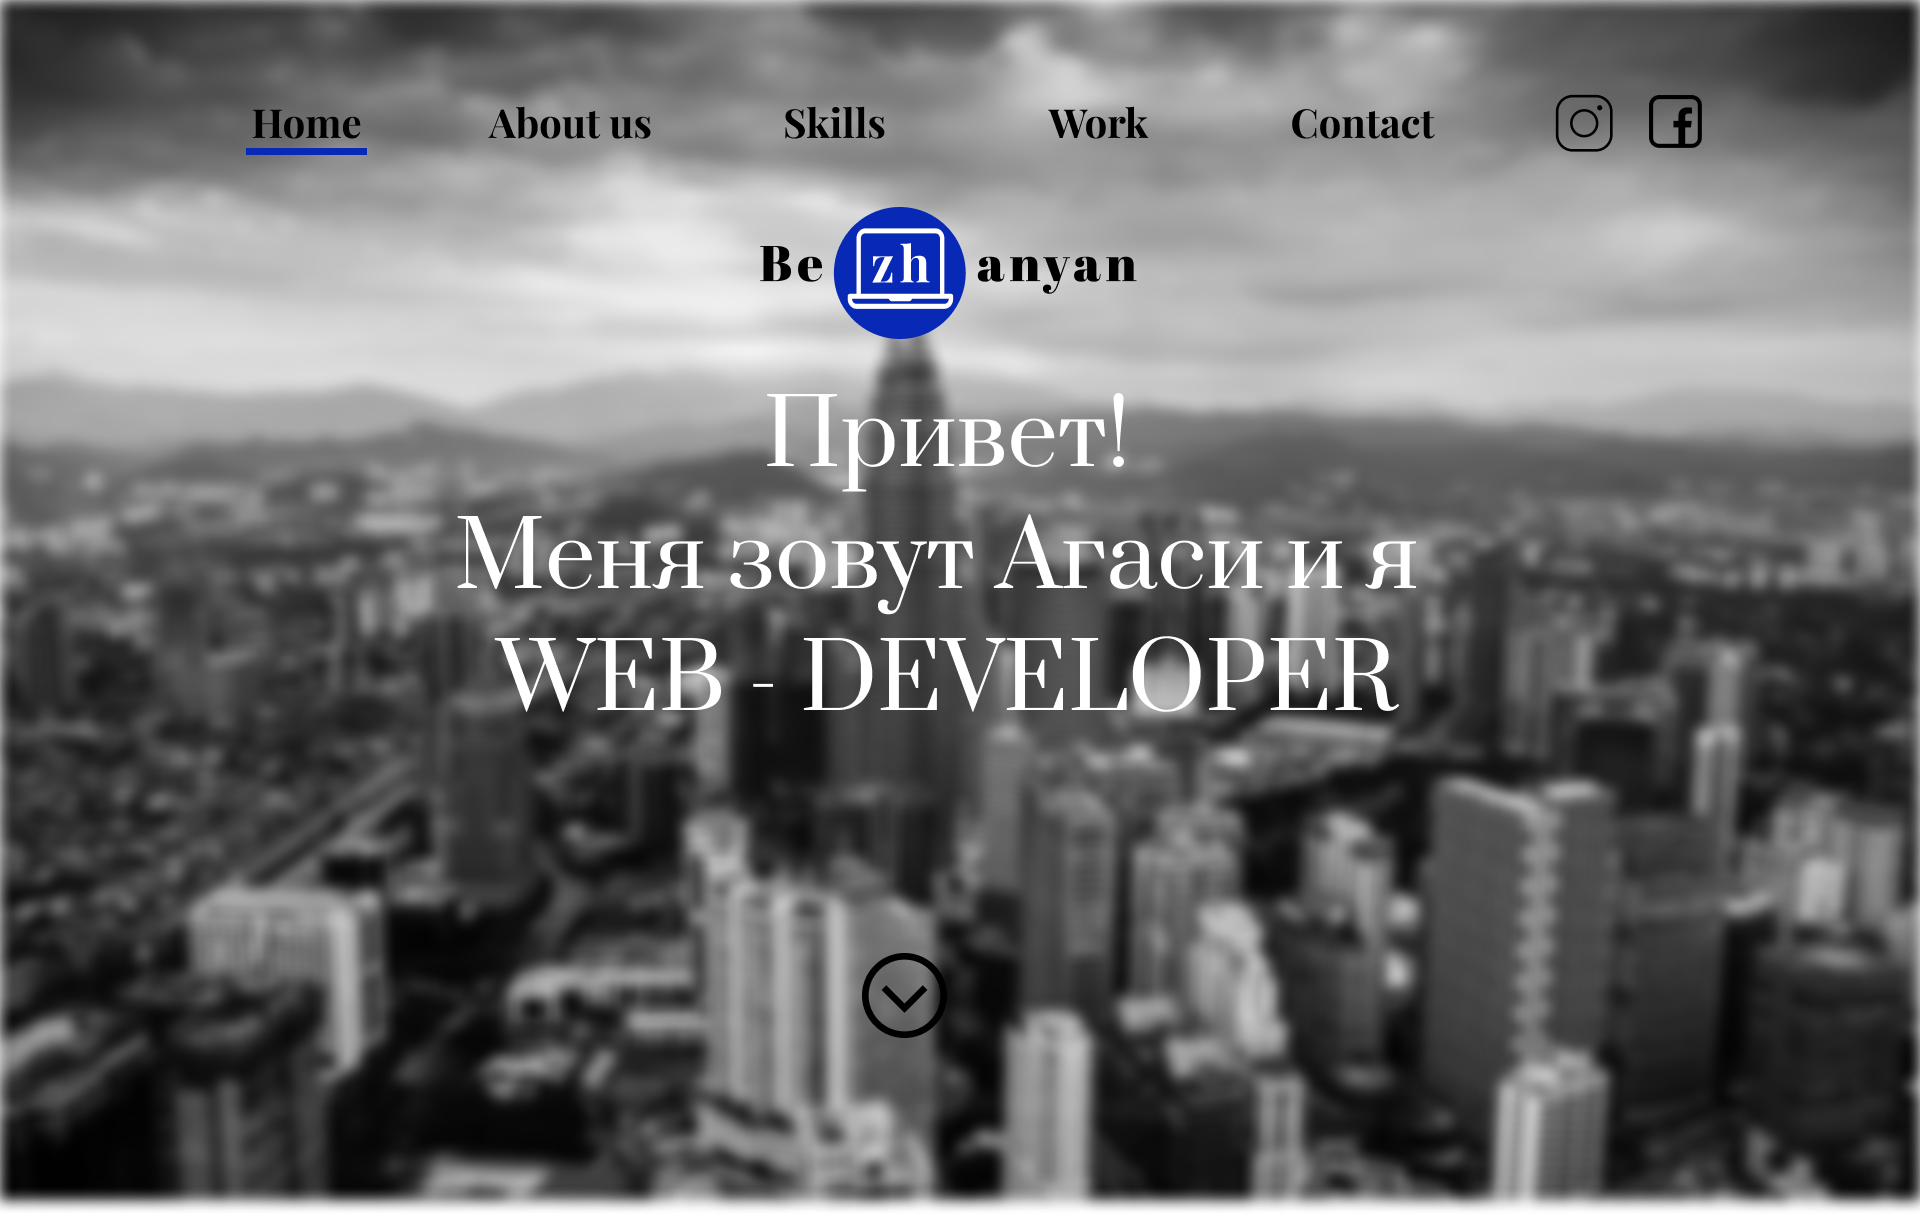 Home About us Skills Work Contact
Be zh anyan
Привет!
Меня зовут Агаси и я
WEB - DEVELOPER